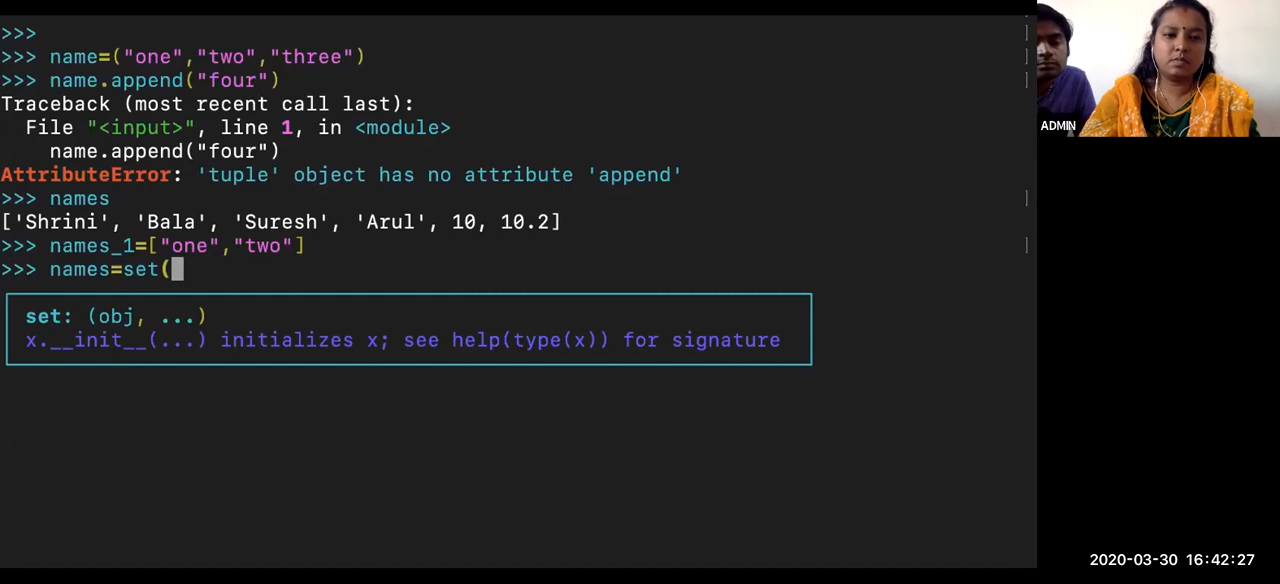 >>>
>>> name=("one","two","three")
>>> name.append("four")
Traceback (most recent call last):
  File "<input>", line 1, in <module>
    name.append("four")
AttributeError: 'tuple' object has no attribute 'append'
>>> names
['Shrini', 'Bala', 'Suresh', 'Arul', 10, 10.2]
>>> names_1=["one","two"]
>>> names=set(
set: (obj, ...)
x.__init__(...) initializes x; see help(type(x)) for signature
ADMIN
2020-03-30 16:42:27